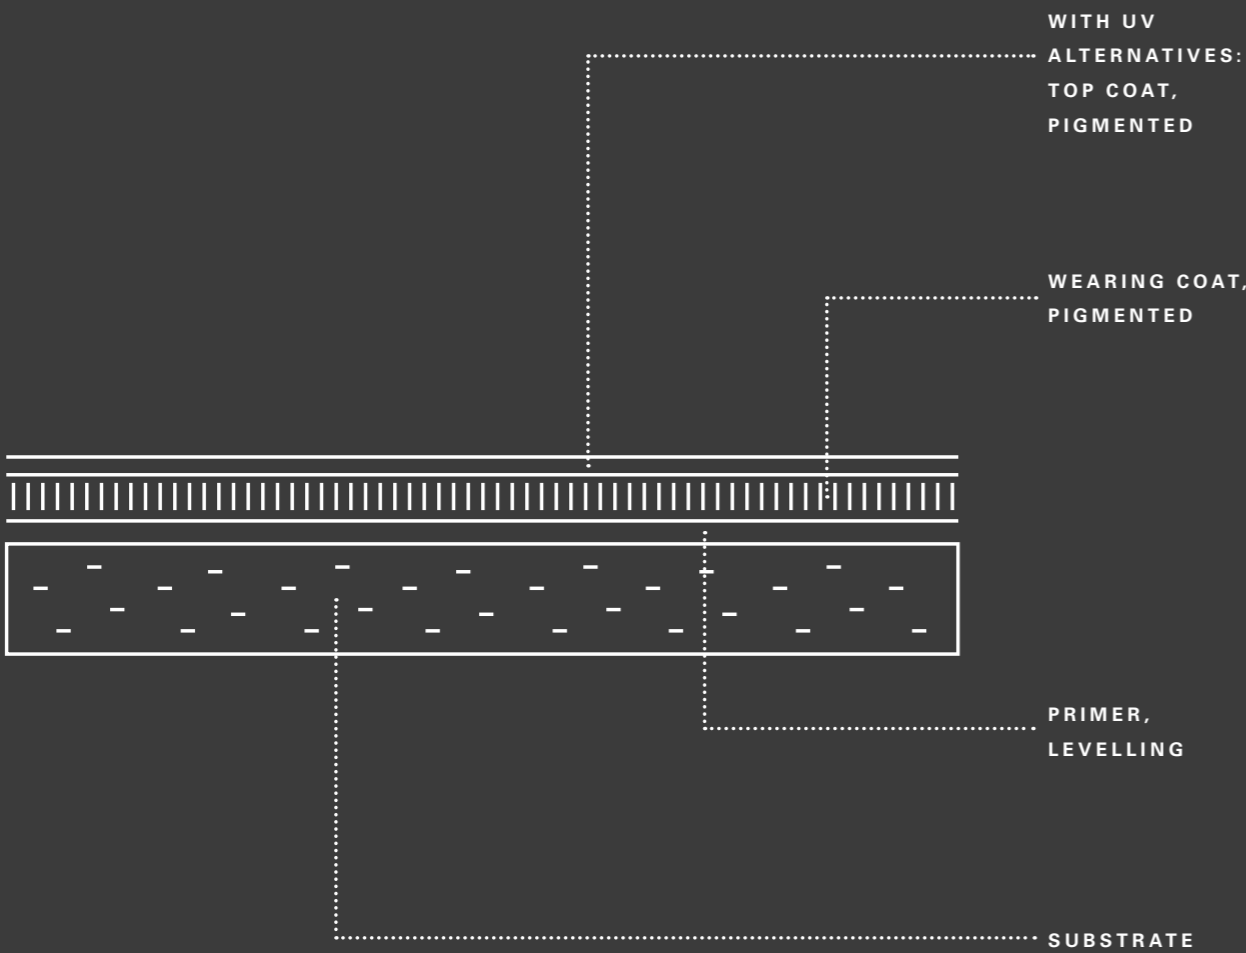 WITH UV
ALTERNATIVES:
TOP COAT,
PIGMENTED
WEARING COAT,
PIGMENTED
PRIMER,
LEVELLING
SUBSTRATE